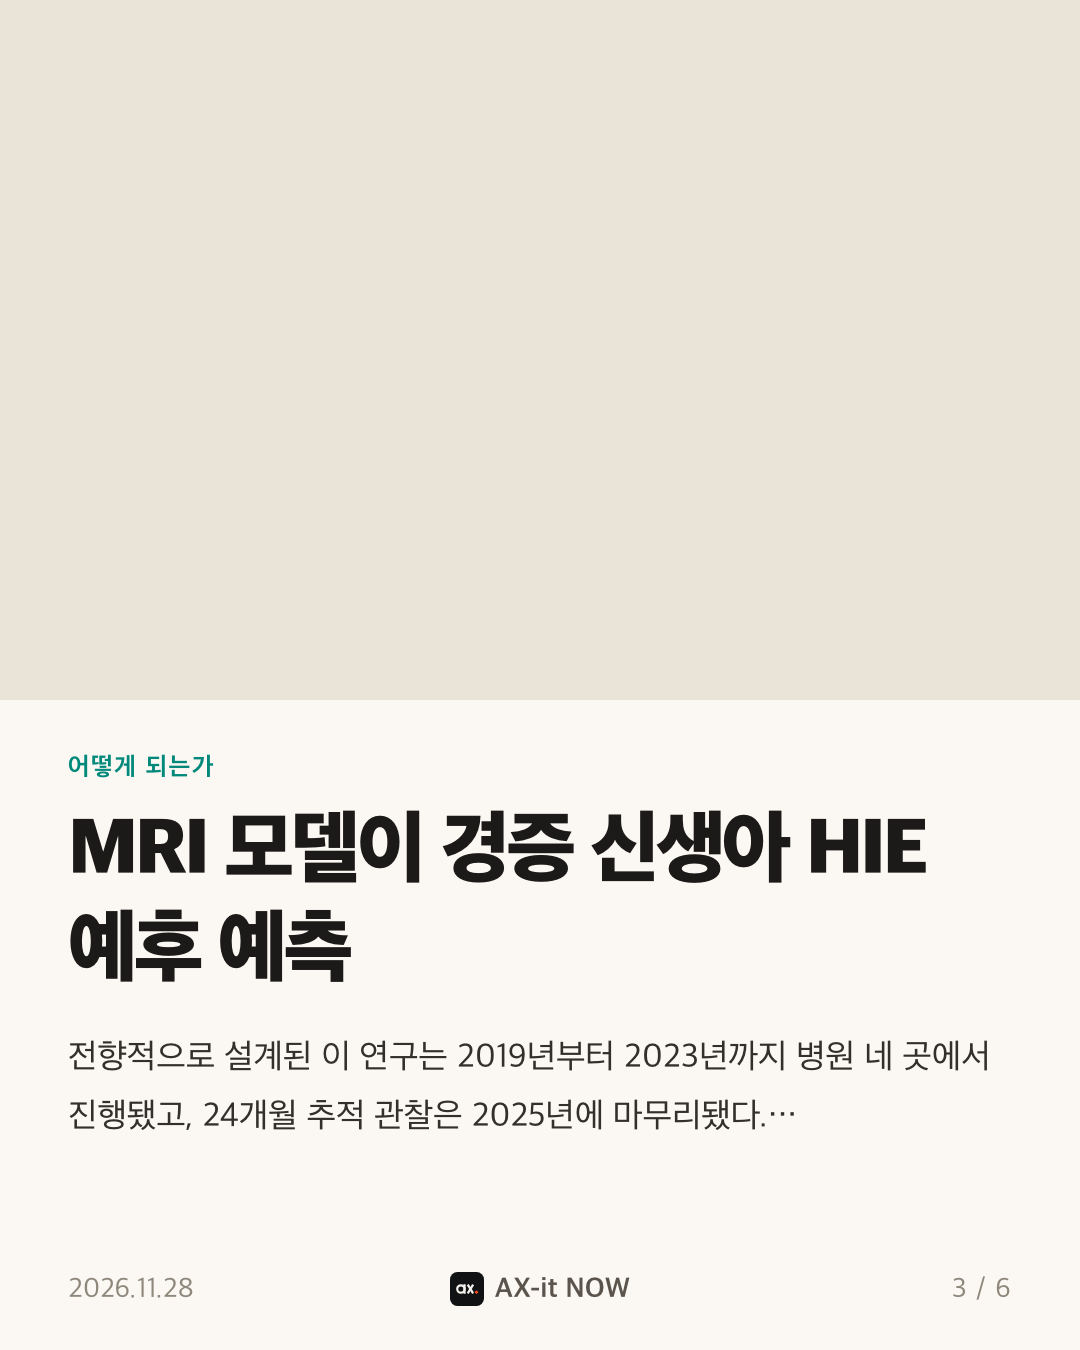 어떻게 되는가
MRI 모델이 경증 신생아 HIE
예후 예측
전향적으로 설계된 이 연구는 2019년부터 2023년까지 병원 네 곳에서
진행됐고, 24개월 추적 관찰은 2025년에 마무리됐다.…
2026.11.28
ax. AX-it NOW
3 / 6